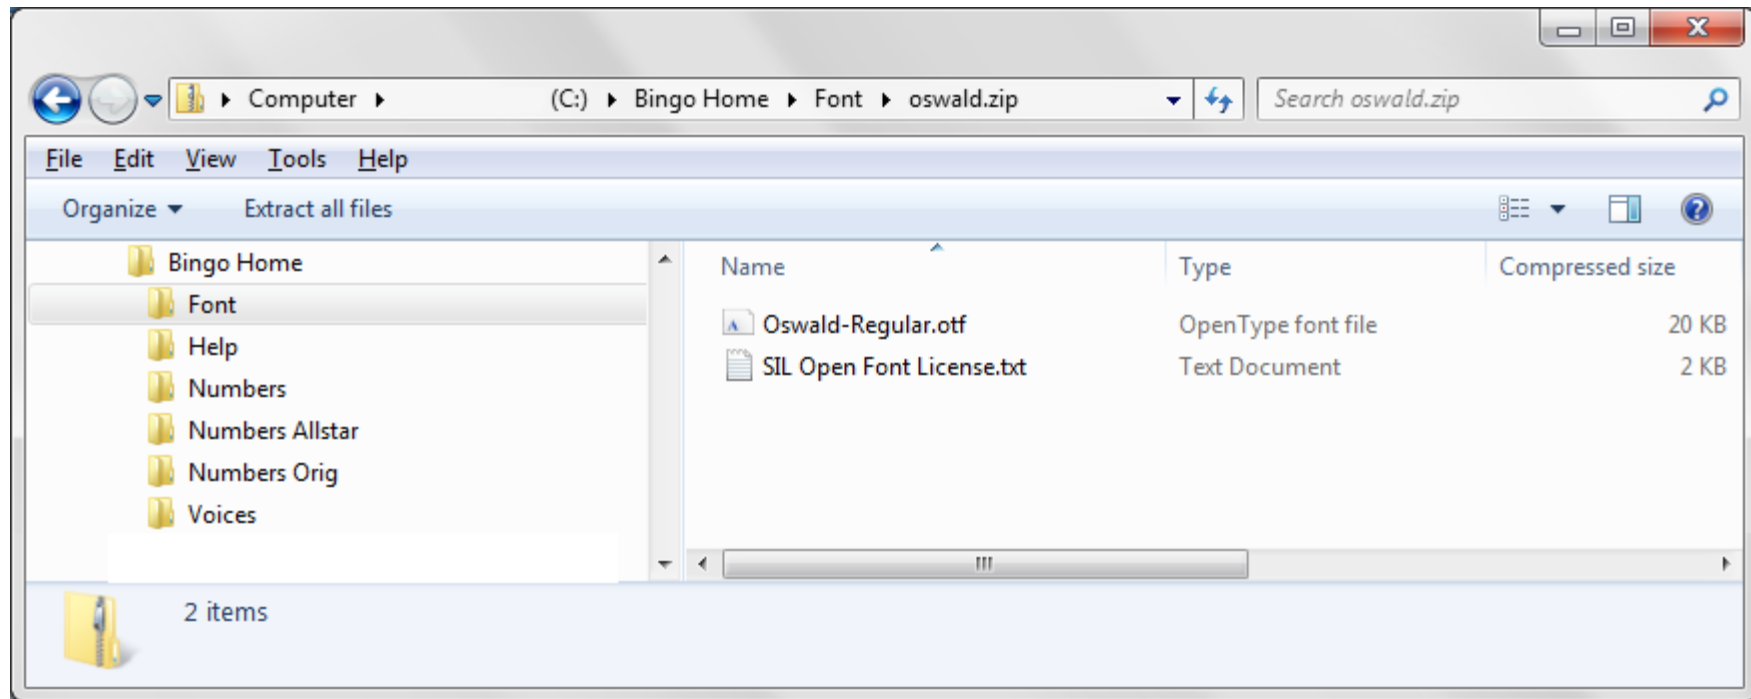 Computer (C:) Bingo Home Font oswald.zip Search oswald.zip
File Edit View Tools Help
Organize Extract all files
Bingo Home
Font
Help
Numbers
Numbers Allstar
Numbers Orig
Voices
Name Type Compressed size
Oswald-Regular.otf OpenType font file 20 KB
SIL Open Font License.txt Text Document 2 KB
2 items